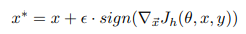 x* = x + ϵ · sign(∇_x⃗ J_h(θ, x, y))